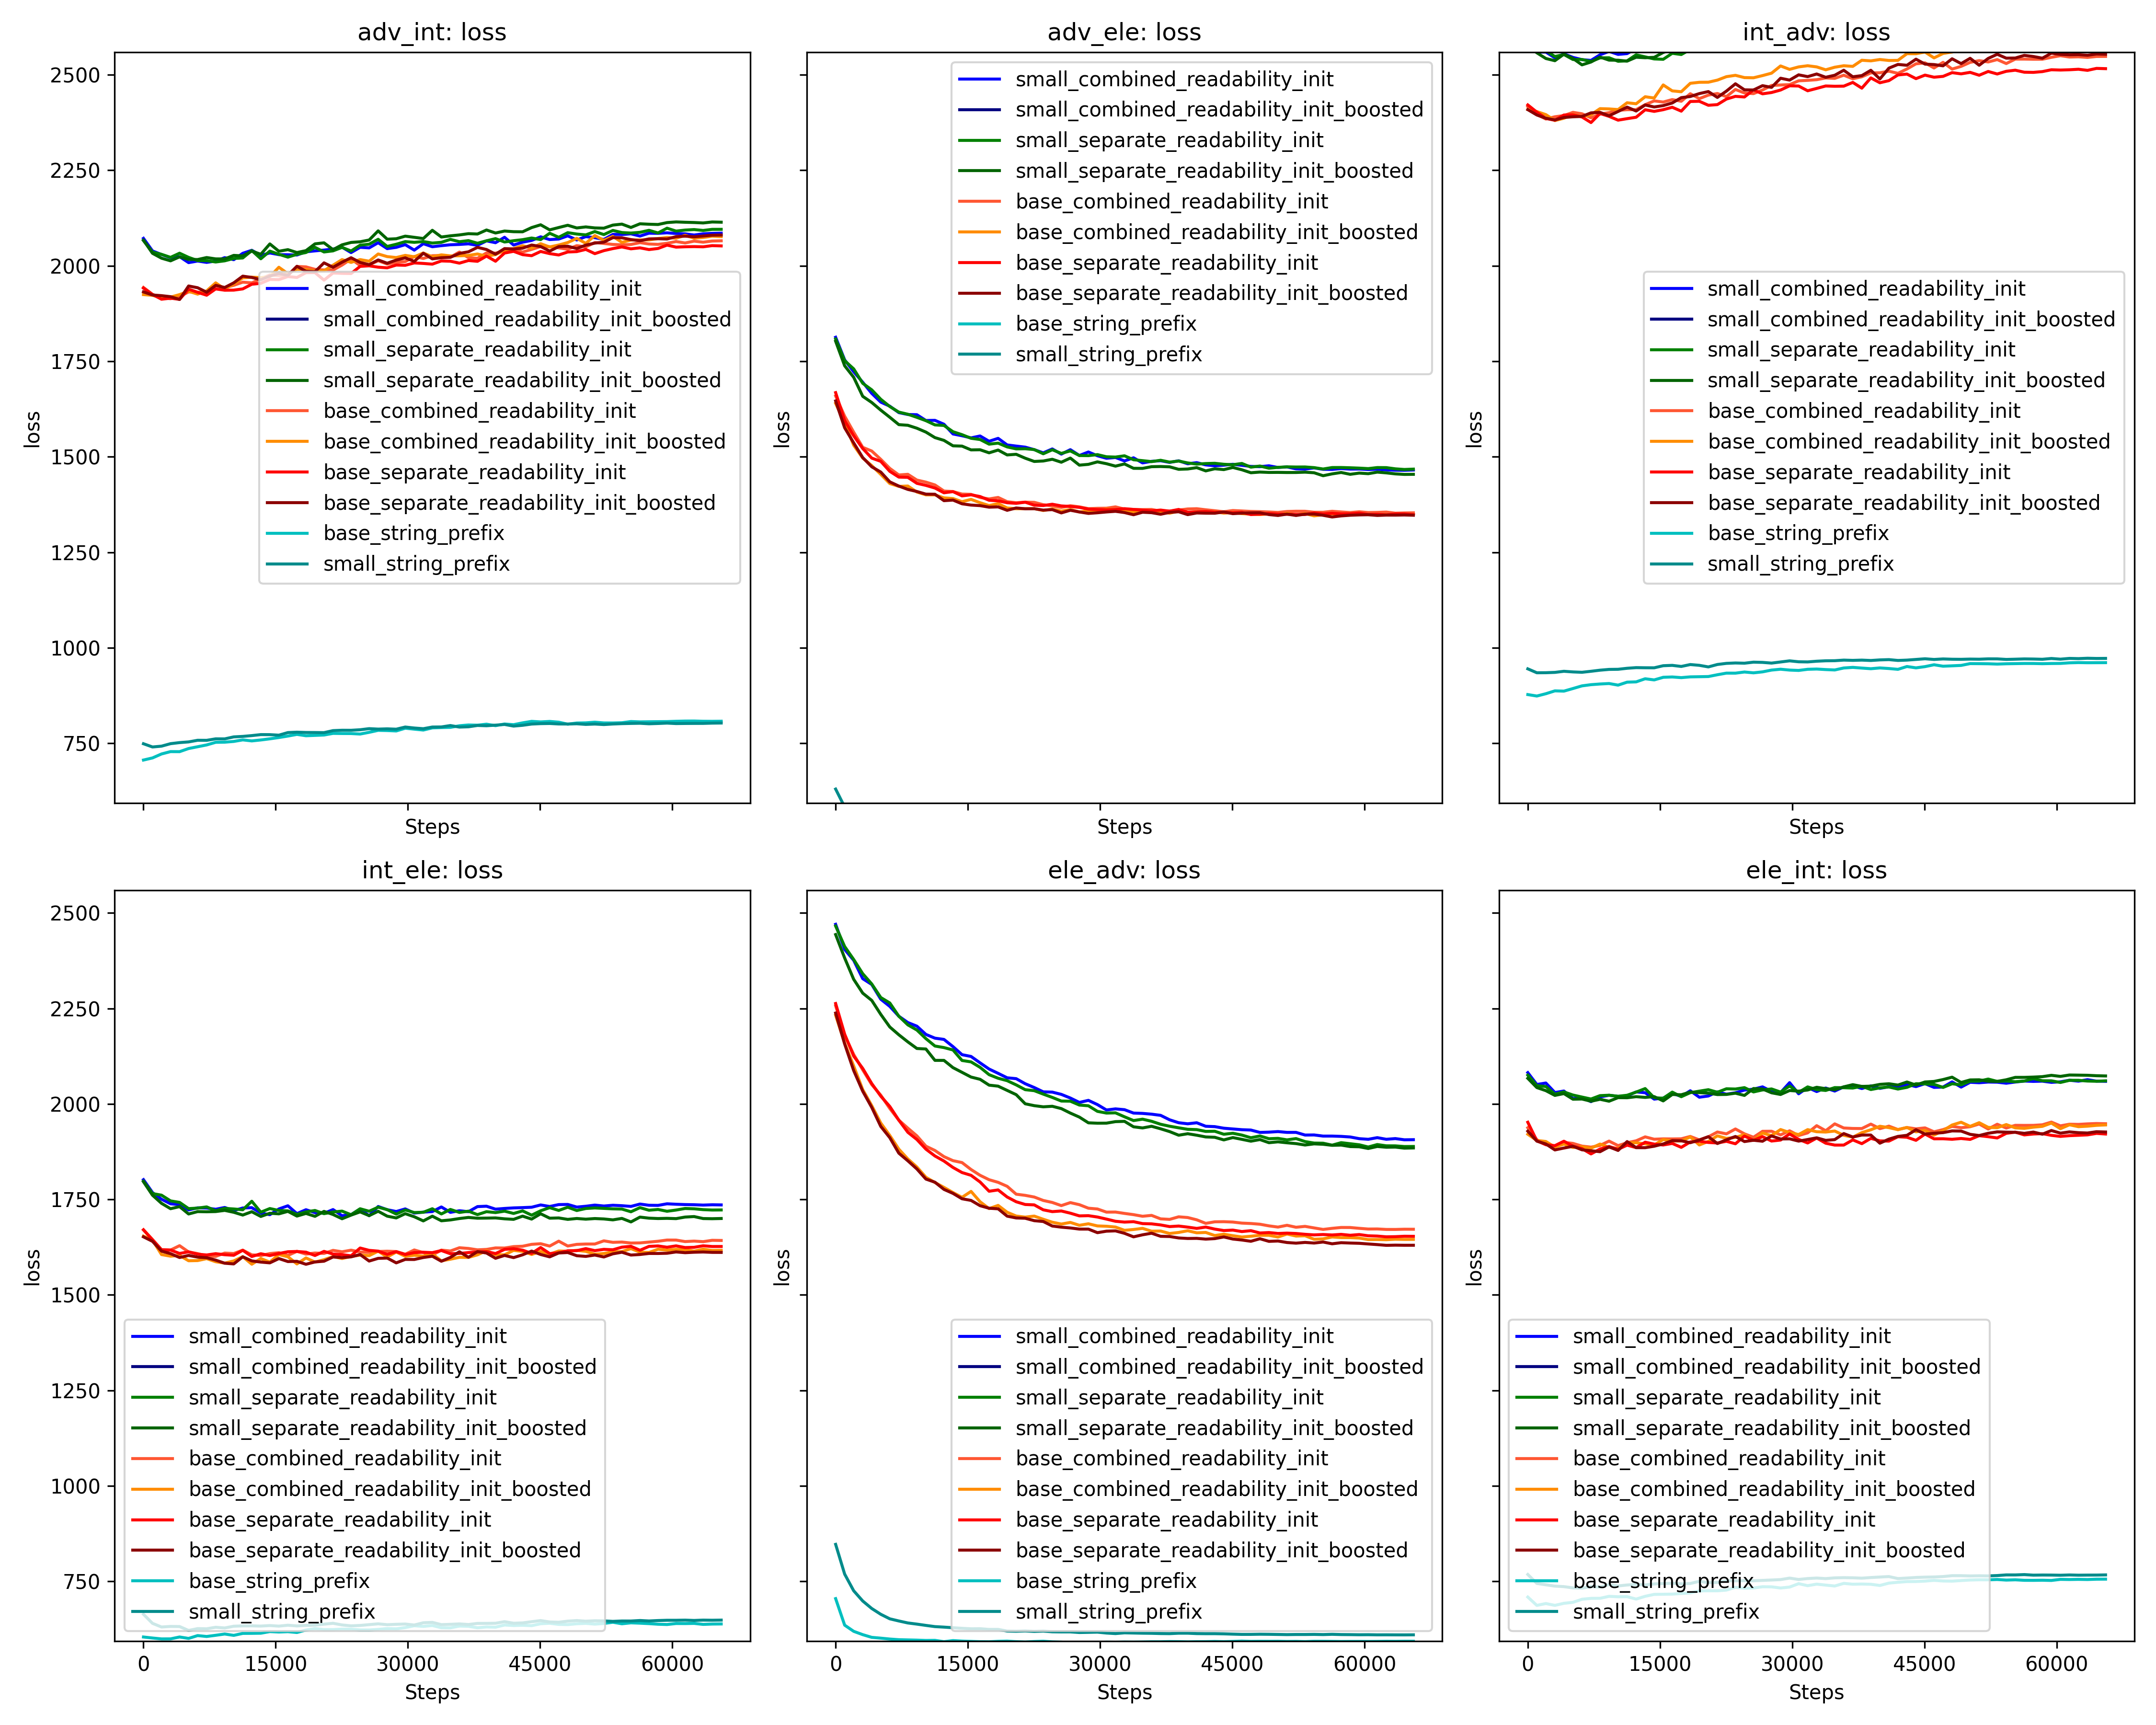 adv_int: loss
2500
2250
2000
1750
1500
1250
1000
750
loss
Steps
small_combined_readability_init
small_combined_readability_init_boosted
small_separate_readability_init
small_separate_readability_init_boosted
base_combined_readability_init
base_combined_readability_init_boosted
base_separate_readability_init
base_separate_readability_init_boosted
base_string_prefix
small_string_prefix
adv_ele: loss
loss
Steps
small_combined_readability_init
small_combined_readability_init_boosted
small_separate_readability_init
small_separate_readability_init_boosted
base_combined_readability_init
base_combined_readability_init_boosted
base_separate_readability_init
base_separate_readability_init_boosted
base_string_prefix
small_string_prefix
int_adv: loss
loss
Steps
small_combined_readability_init
small_combined_readability_init_boosted
small_separate_readability_init
small_separate_readability_init_boosted
base_combined_readability_init
base_combined_readability_init_boosted
base_separate_readability_init
base_separate_readability_init_boosted
base_string_prefix
small_string_prefix
int_ele: loss
2500
2250
2000
1750
1500
1250
1000
750
loss
small_combined_readability_init
small_combined_readability_init_boosted
small_separate_readability_init
small_separate_readability_init_boosted
base_combined_readability_init
base_combined_readability_init_boosted
base_separate_readability_init
base_separate_readability_init_boosted
base_string_prefix
small_string_prefix
0 15000 30000 45000 60000
Steps
ele_adv: loss
loss
small_combined_readability_init
small_combined_readability_init_boosted
small_separate_readability_init
small_separate_readability_init_boosted
base_combined_readability_init
base_combined_readability_init_boosted
base_separate_readability_init
base_separate_readability_init_boosted
base_string_prefix
small_string_prefix
0 15000 30000 45000 60000
Steps
ele_int: loss
loss
small_combined_readability_init
small_combined_readability_init_boosted
small_separate_readability_init
small_separate_readability_init_boosted
base_combined_readability_init
base_combined_readability_init_boosted
base_separate_readability_init
base_separate_readability_init_boosted
base_string_prefix
small_string_prefix
0 15000 30000 45000 60000
Steps